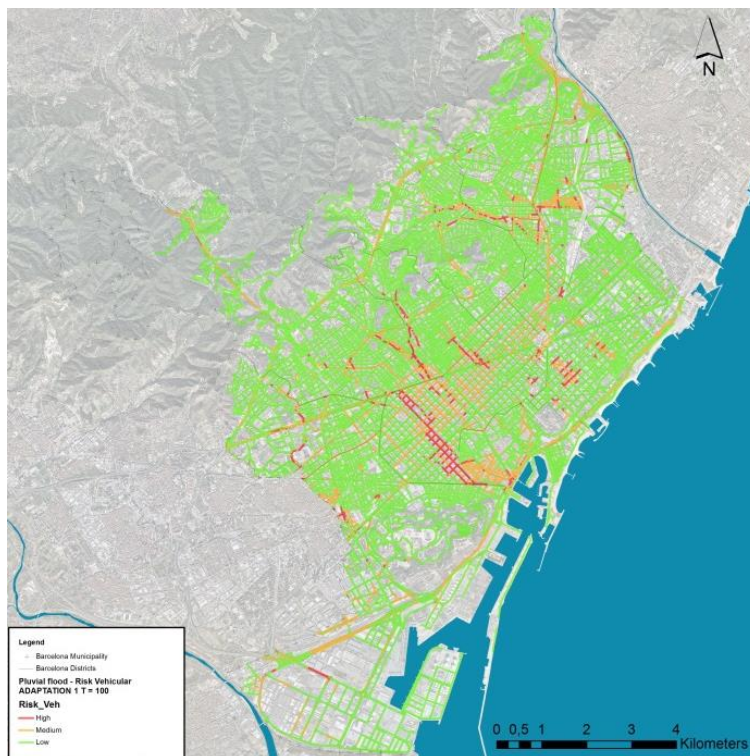 N
Legend
Barcelona Municipality
Barcelona Districts
Pluvial flood - Risk Vehicular
ADAPTATION 1 T = 100
Risk_Veh
High
Medium
Low
0 0,5 1 2 3 4
Kilometers